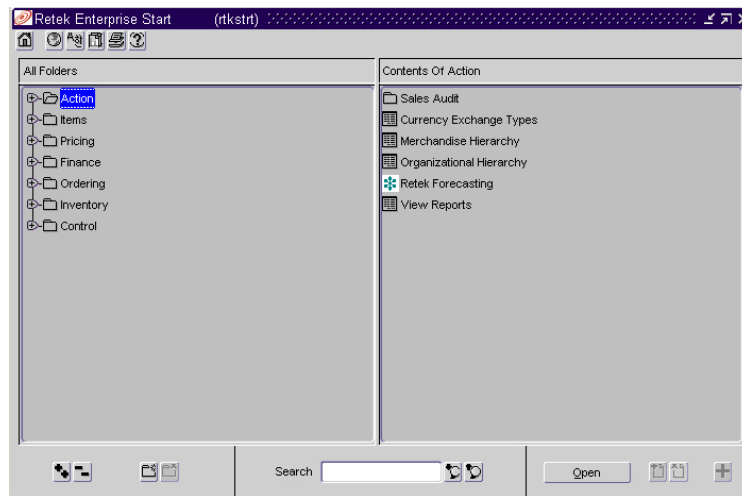 Retek Enterprise Start (rtkstrt)
All Folders
Contents Of Action
Action
Items
Pricing
Finance
Ordering
Inventory
Control
Sales Audit
Currency Exchange Types
Merchandise Hierarchy
Organizational Hierarchy
Retek Forecasting
View Reports
Search
Open